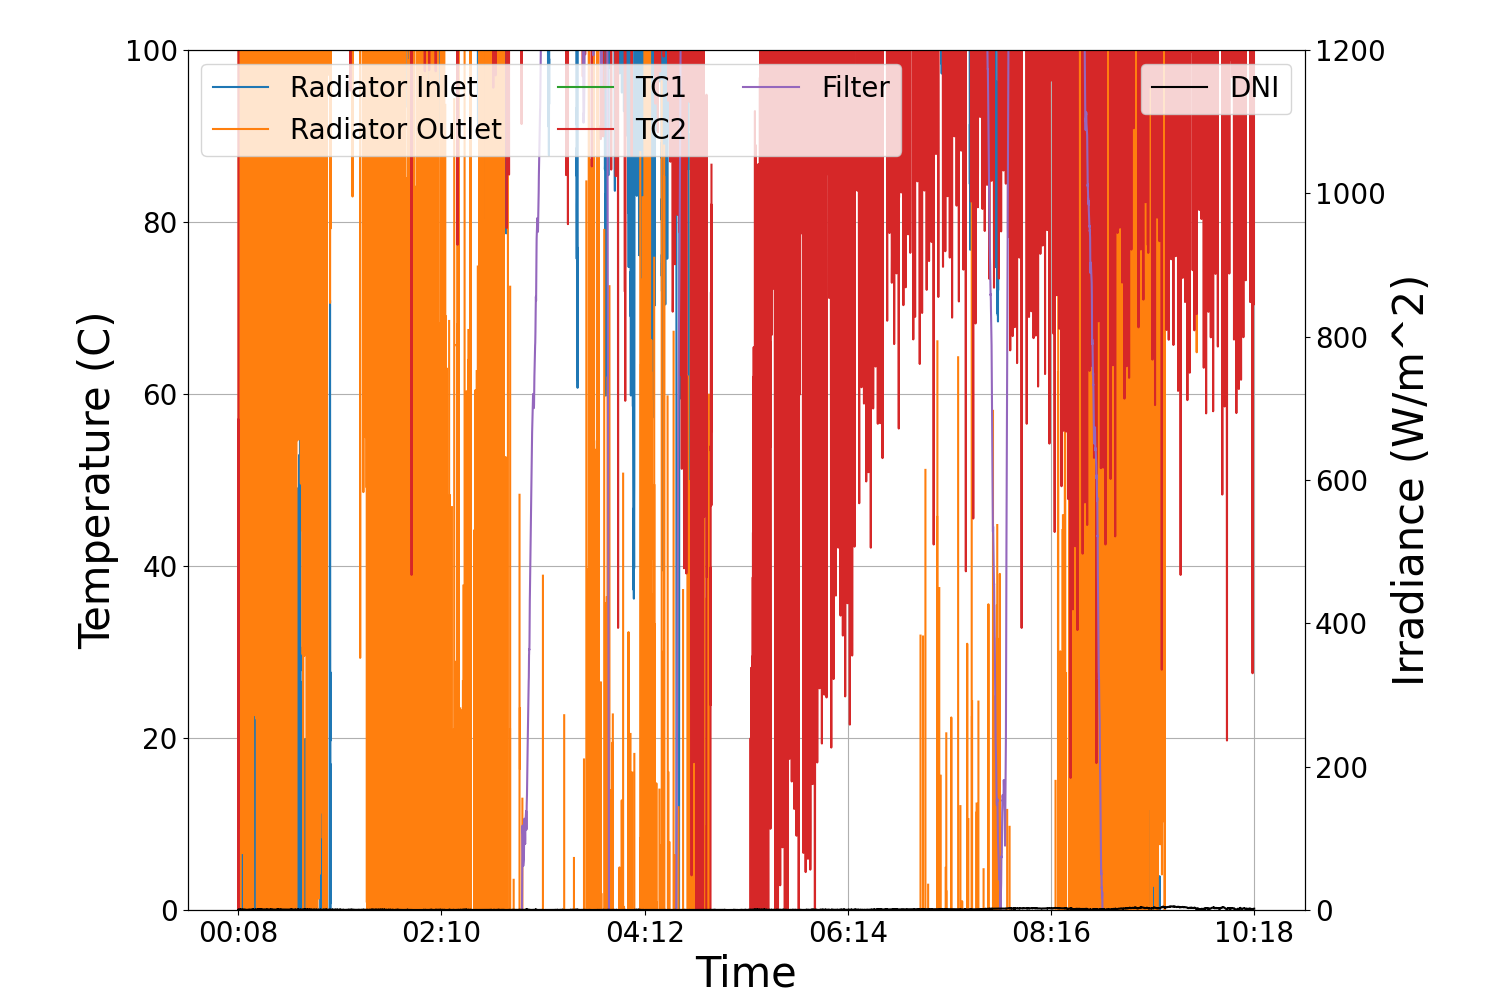 100
80
60
40
20
0
Temperature (C)
Radiator Inlet
Radiator Outlet
TC1
TC2
Filter
DNI
1200
1000
800
600
400
200
0
Irradiance (W/m^2)
00:08 02:10 04:12 06:14 08:16 10:18
Time